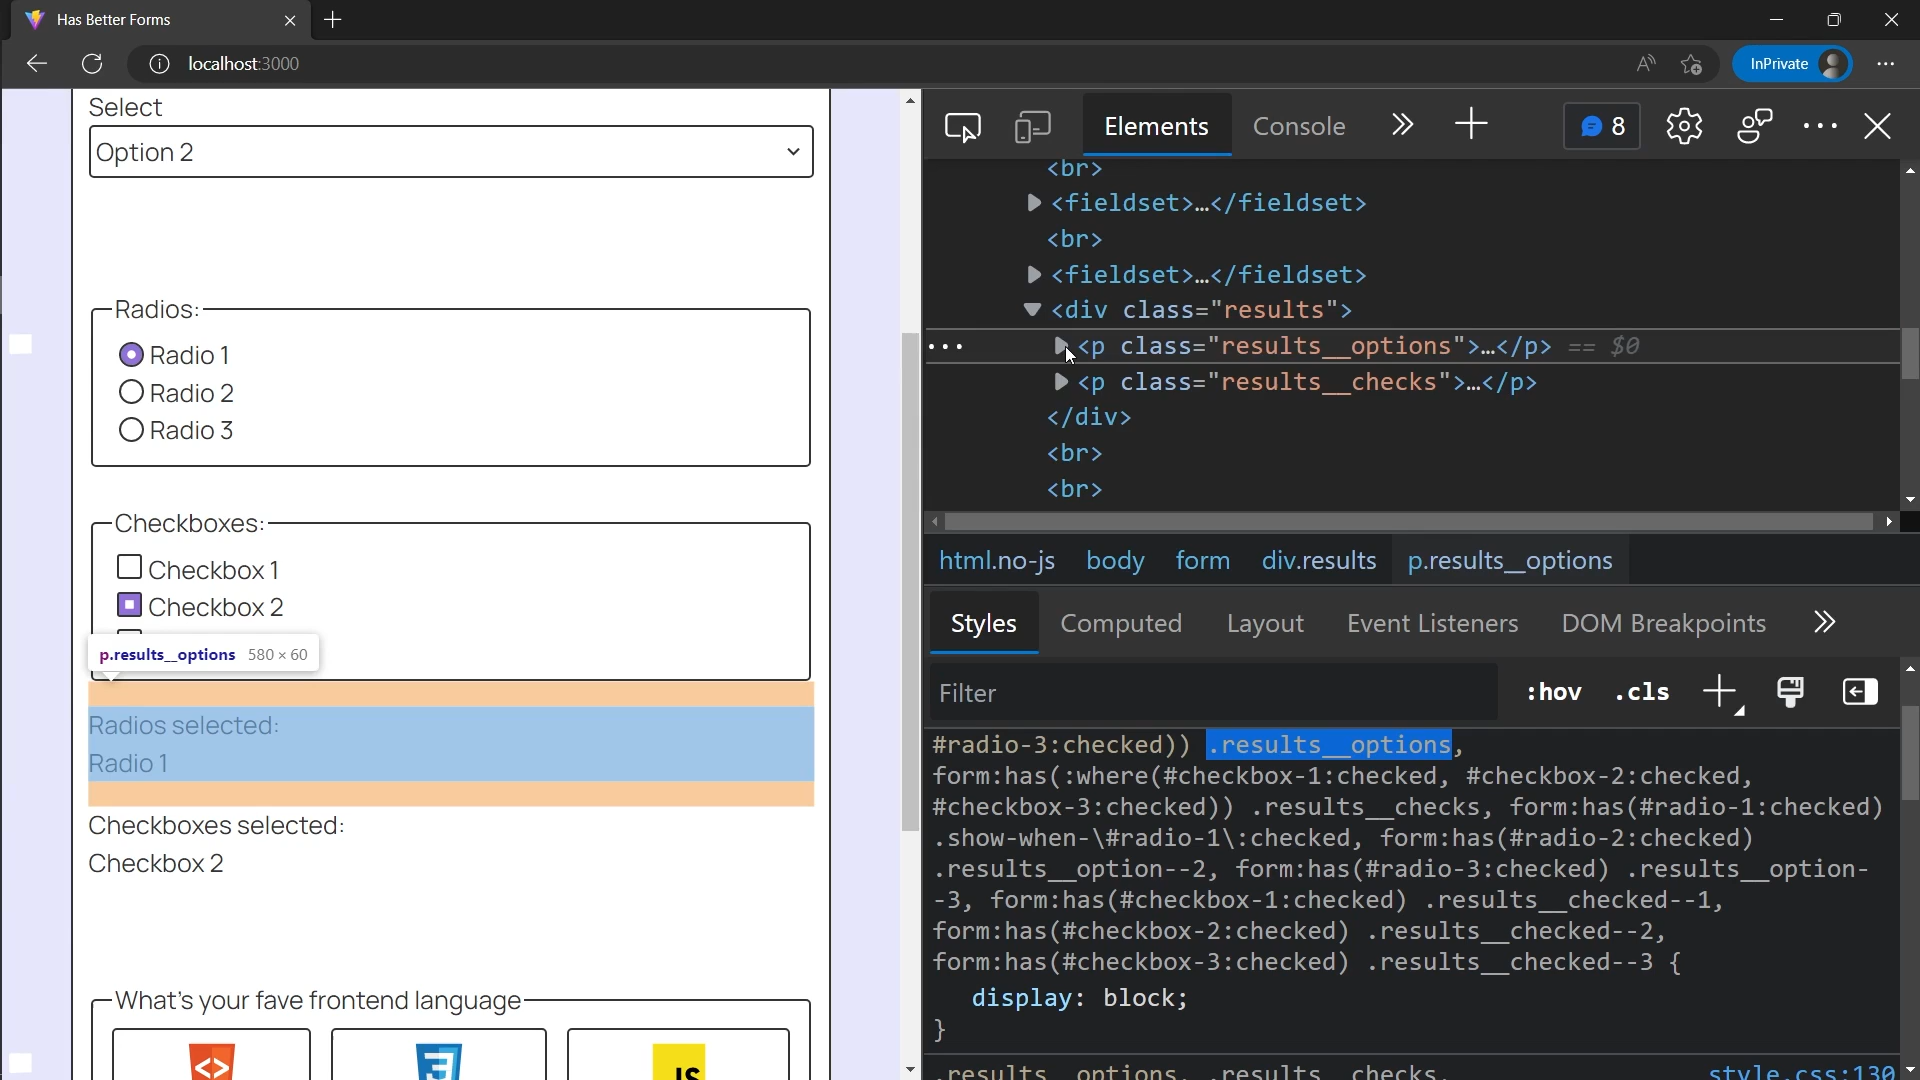 Has Better Forms
localhost:3000
InPrivate
Select
Option 2
Radios:
Radio 1
Radio 2
Radio 3
Checkboxes:
Checkbox 1
Checkbox 2
p.results__options 580 × 60
Radios selected:
Radio 1
Checkboxes selected:
Checkbox 2
What's your fave frontend language
JS
Elements
Console
8
<br>
<fieldset>…</fieldset>
<br>
<fieldset>…</fieldset>
<div class="results">
<p class="results__options">…</p> == $0
<p class="results__checks">…</p>
</div>
<br>
<br>
html.no-js body form div.results p.results__options
Styles Computed Layout Event Listeners DOM Breakpoints
Filter
:hov .cls
#radio-3:checked)) .results__options,
form:has(:where(#checkbox-1:checked, #checkbox-2:checked,
#checkbox-3:checked)) .results__checks, form:has(#radio-1:checked)
.show-when-\#radio-1\:checked, form:has(#radio-2:checked)
.results__option--2, form:has(#radio-3:checked) .results__option-
-3, form:has(#checkbox-1:checked) .results__checked--1,
form:has(#checkbox-2:checked) .results__checked--2,
form:has(#checkbox-3:checked) .results__checked--3 {
display: block;
}
.results__options, .results__checks, style.css:130